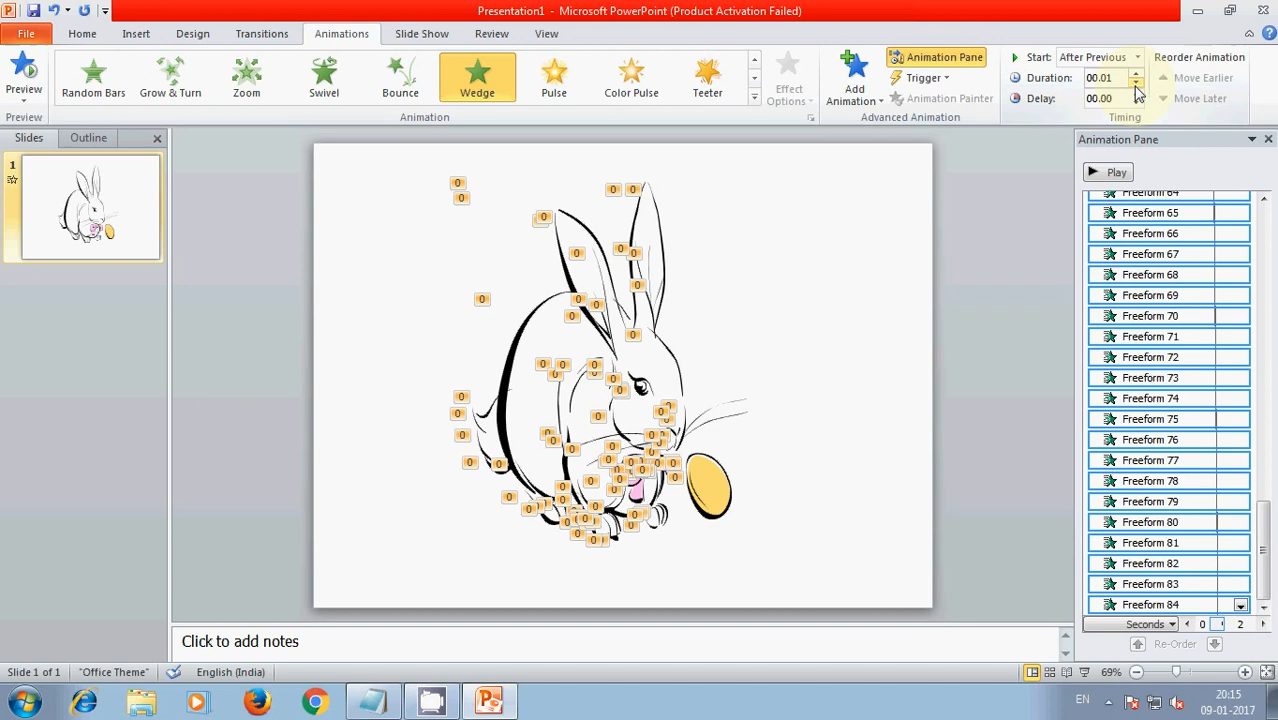 Presentation1 - Microsoft PowerPoint (Product Activation Failed)
File Home Insert Design Transitions Animations Slide Show Review View
Preview
Preview
Random Bars Grow & Turn Zoom Swivel Bounce Wedge Pulse Color Pulse Teeter
Animation
Effect Options
Add Animation
Animation Pane
Trigger
Animation Painter
Advanced Animation
Start: After Previous
Duration: 00.01
Delay: 00.00
Reorder Animation
Move Earlier
Move Later
Timing
Slides Outline
1
Animation Pane
Play
Freeform 64
Freeform 65
Freeform 66
Freeform 67
Freeform 68
Freeform 69
Freeform 70
Freeform 71
Freeform 72
Freeform 73
Freeform 74
Freeform 75
Freeform 76
Freeform 77
Freeform 78
Freeform 79
Freeform 80
Freeform 81
Freeform 82
Freeform 83
Freeform 84
Seconds 0 2
Re-Order
Click to add notes
Slide 1 of 1 "Office Theme" English (India) 69%
EN 20:15
09-01-2017